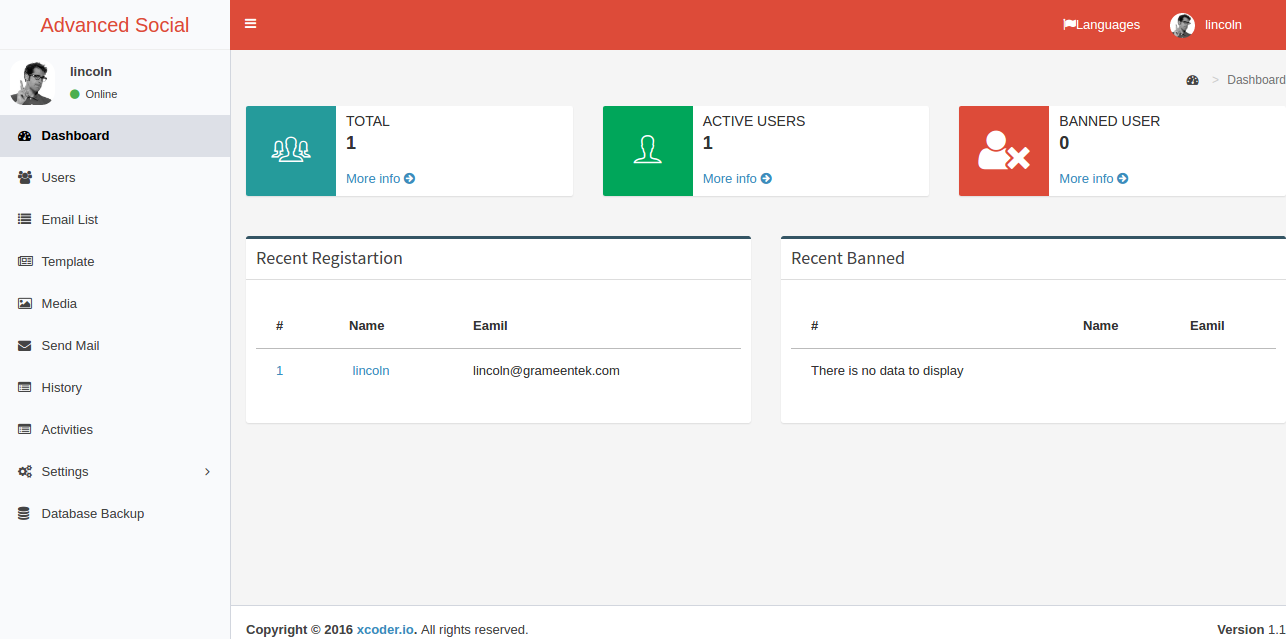 Advanced Social
Languages
lincoln
lincoln
Online
> Dashboard
Dashboard
Users
Email List
Template
Media
Send Mail
History
Activities
Settings
Database Backup
TOTAL
1
More info
ACTIVE USERS
1
More info
BANNED USER
0
More info
Recent Registartion
# Name Eamil
1 lincoln lincoln@grameentek.com
Recent Banned
# Name Eamil
There is no data to display
Copyright © 2016 xcoder.io. All rights reserved.
Version 1.1